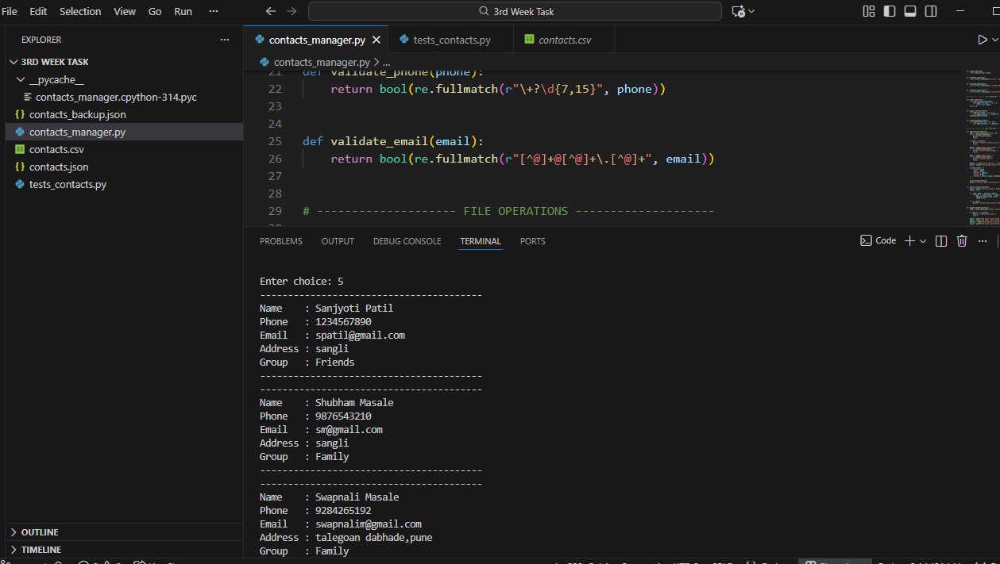 File Edit Selection View Go Run ··· 3rd Week Task
EXPLORER ···
3RD WEEK TASK
__pycache__
contacts_manager.cpython-314.pyc
contacts_backup.json
contacts_manager.py
contacts.csv
contacts.json
tests_contacts.py
OUTLINE
TIMELINE
contacts_manager.py tests_contacts.py contacts.csv
contacts_manager.py > ...
21 def validate_phone(phone):
22 return bool(re.fullmatch(r"\+?\d{7,15}", phone))
23
24
25 def validate_email(email):
26 return bool(re.fullmatch(r"[^@]+@[^@]+\.[^@]+", email))
27
28
29 # -------------------- FILE OPERATIONS --------------------
PROBLEMS OUTPUT DEBUG CONSOLE TERMINAL PORTS Code
Enter choice: 5
----------------------------------------
Name    : Sanjyoti Patil
Phone   : 1234567890
Email   : spatil@gmail.com
Address : sangli
Group   : Friends
----------------------------------------
----------------------------------------
Name    : Shubham Masale
Phone   : 9876543210
Email   : sm@gmail.com
Address : sangli
Group   : Family
----------------------------------------
----------------------------------------
Name    : Swapnali Masale
Phone   : 9284265192
Email   : swapnalim@gmail.com
Address : talegoan dabhade,pune
Group   : Family